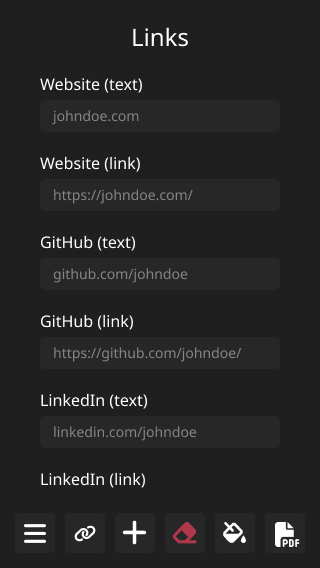 Links
Website (text)
johndoe.com
Website (link)
https://johndoe.com/
GitHub (text)
github.com/johndoe
GitHub (link)
https://github.com/johndoe/
LinkedIn (text)
linkedin.com/johndoe
LinkedIn (link)
PDF